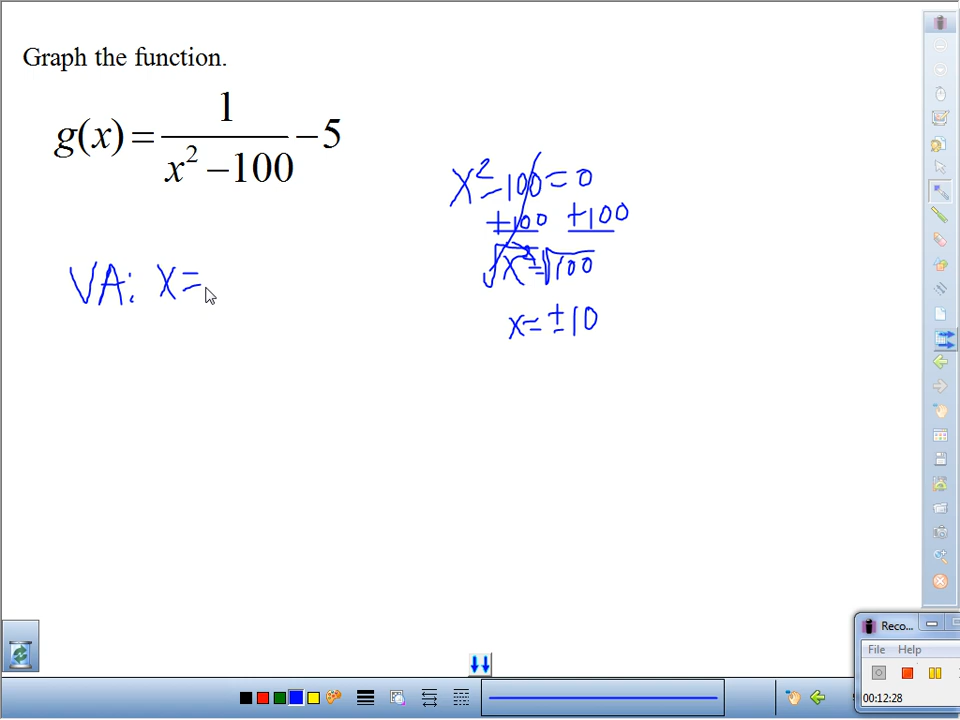 Graph the function.
g(x) = 1/(x² − 100) − 5
x² − 100 = 0
+100 +100
√x² = √100
x = ±10
VA: x =
Reco...
File Help
00:12:28